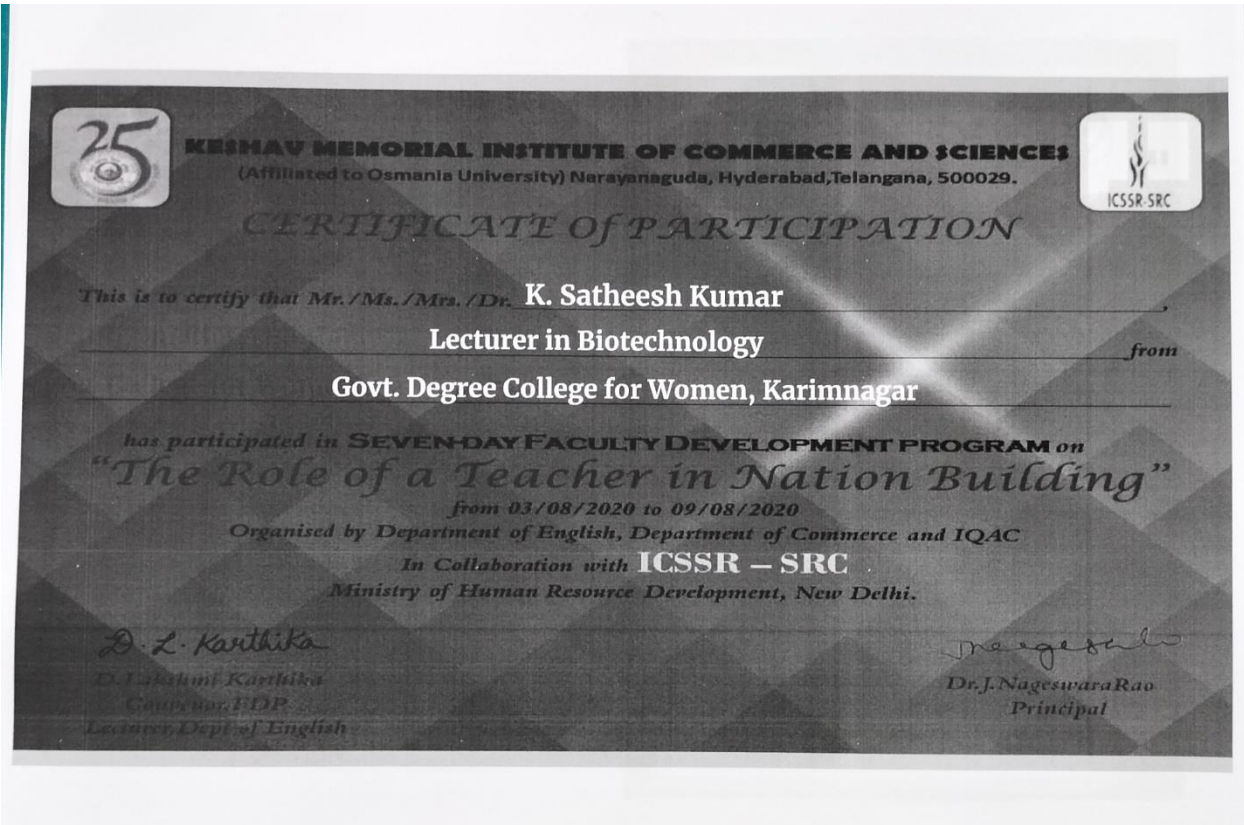 25
KESHAV MEMORIAL INSTITUTE OF COMMERCE AND SCIENCES
(Affiliated to Osmania University) Narayanaguda, Hyderabad,Telangana, 500029.
ICSSR-SRC
CERTIFICATE Of PARTICIPATION
This is to certify that Mr./Ms./Mrs./Dr. K. Satheesh Kumar,
Lecturer in Biotechnology from
Govt. Degree College for Women, Karimnagar
has participated in SEVEN-DAY FACULTY DEVELOPMENT PROGRAM on
“The Role of a Teacher in Nation Building”
from 03/08/2020 to 09/08/2020
Organised by Department of English, Department of Commerce and IQAC
In Collaboration with ICSSR – SRC .
Ministry of Human Resource Development, New Delhi.
D. L. Karthika
D. Lakshmi Karthika
Convenor, FDP
Lecturer, Dept of English
Dr.J.NageswaraRao
Principal